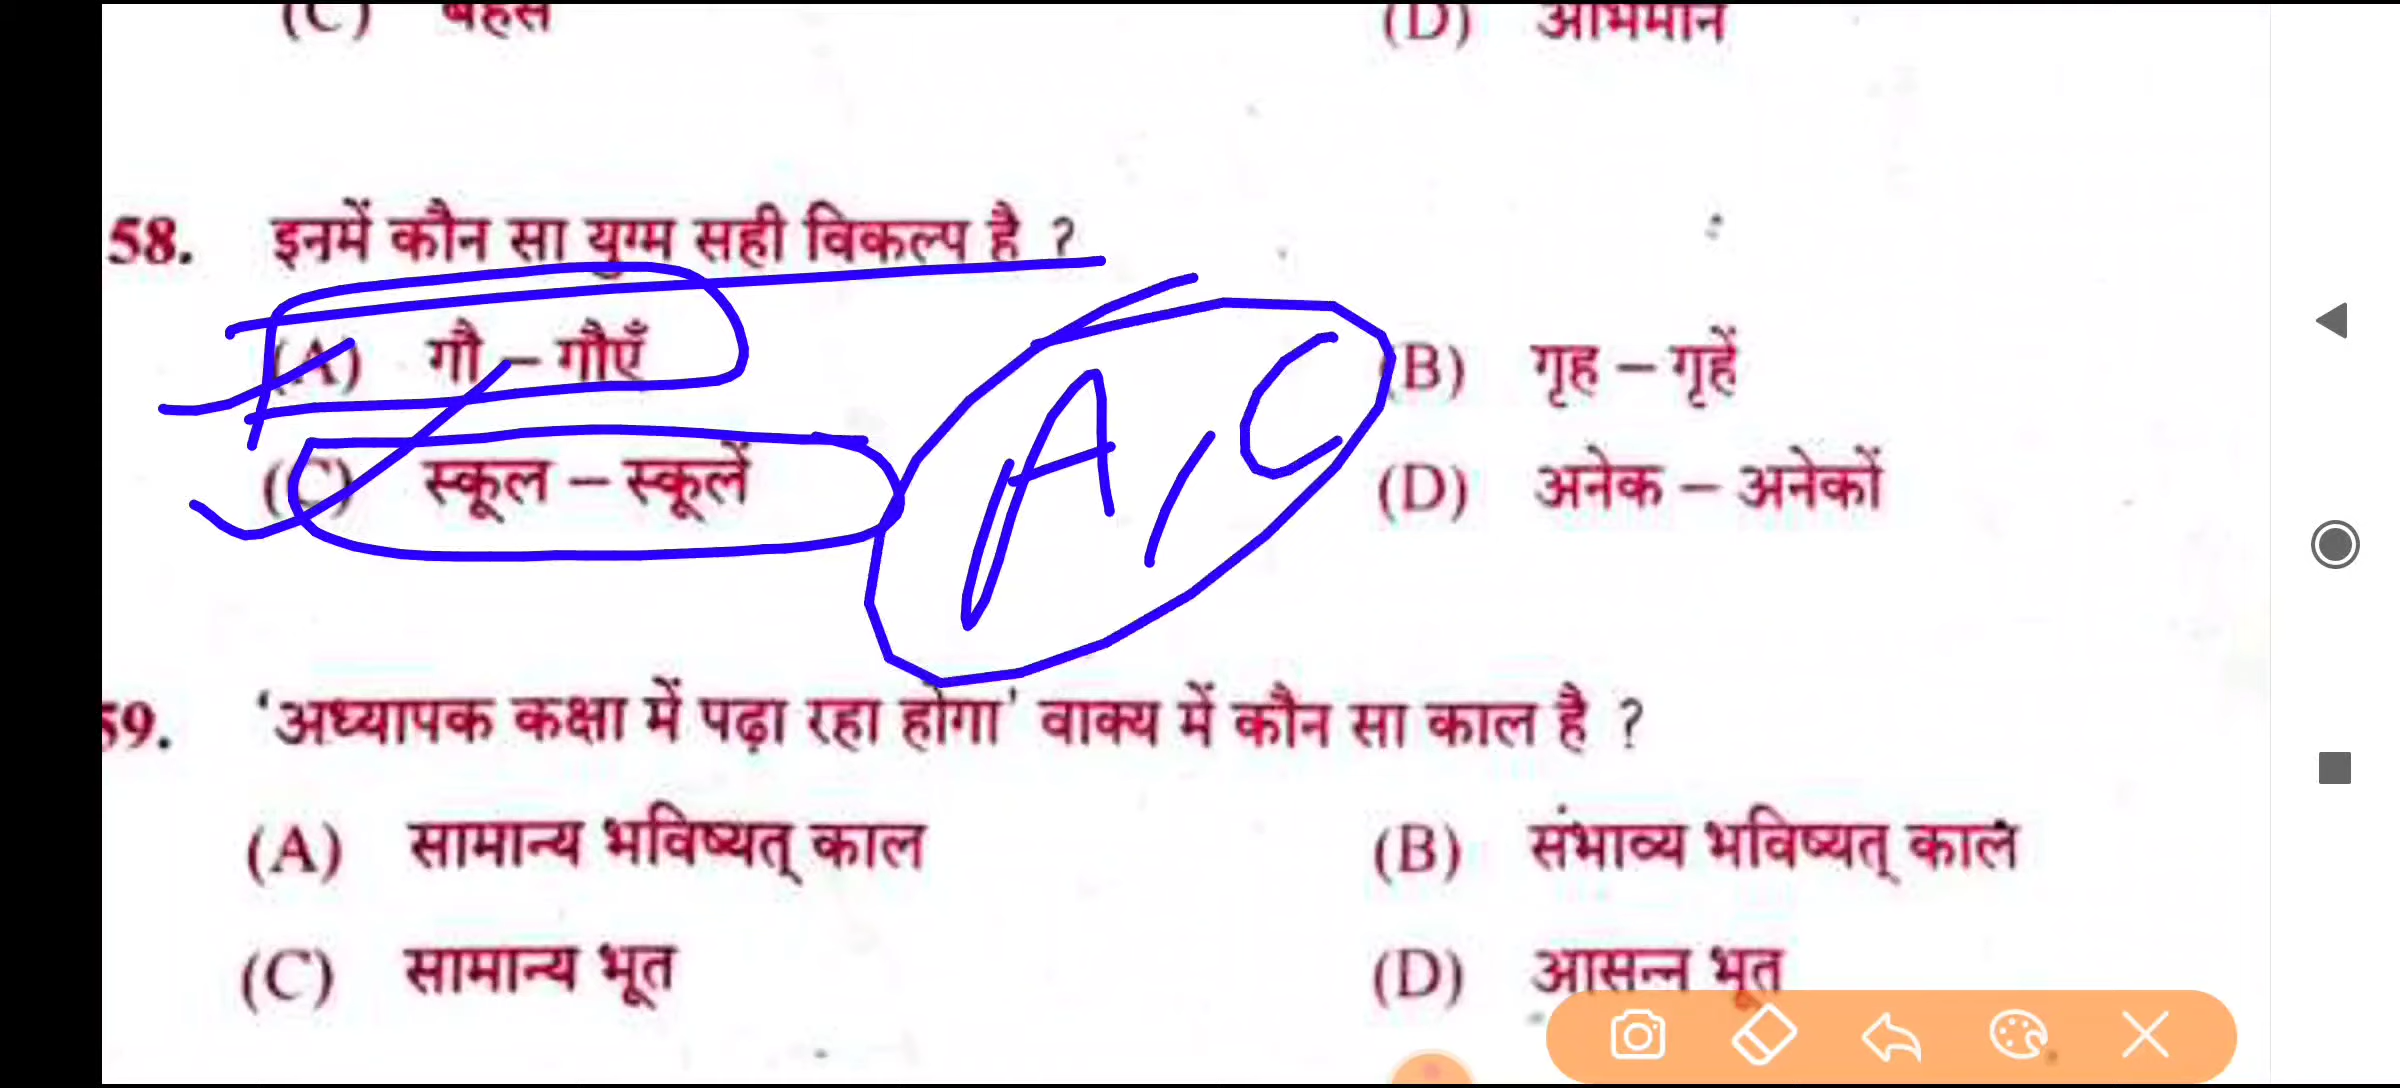 (C) बहस (D) अभिमान
58. इनमें कौन सा युग्म सही विकल्प है ?
(A) गौ – गौएँ (B) गृह – गृहें
(C) स्कूल – स्कूलें (D) अनेक – अनेकों
A, C
59. ‘अध्यापक कक्षा में पढ़ा रहा होगा’ वाक्य में कौन सा काल है ?
(A) सामान्य भविष्यत् काल (B) संभाव्य भविष्यत् काल
(C) सामान्य भूत (D) आसन्न भूत